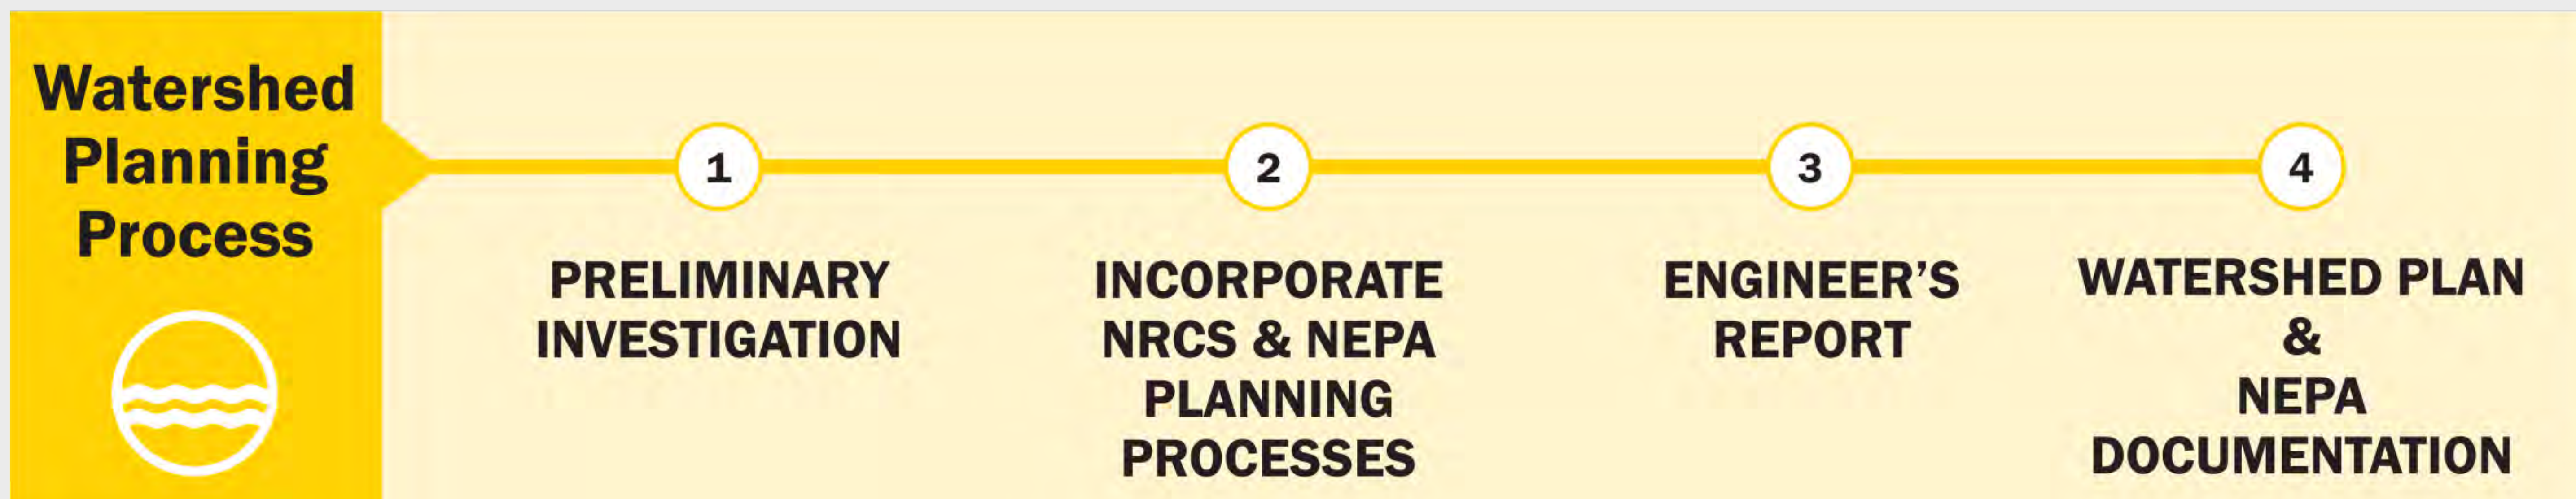 Watershed
Planning
Process
1
PRELIMINARY
INVESTIGATION
2
INCORPORATE
NRCS & NEPA
PLANNING
PROCESSES
3
ENGINEER’S
REPORT
4
WATERSHED PLAN
&
NEPA
DOCUMENTATION